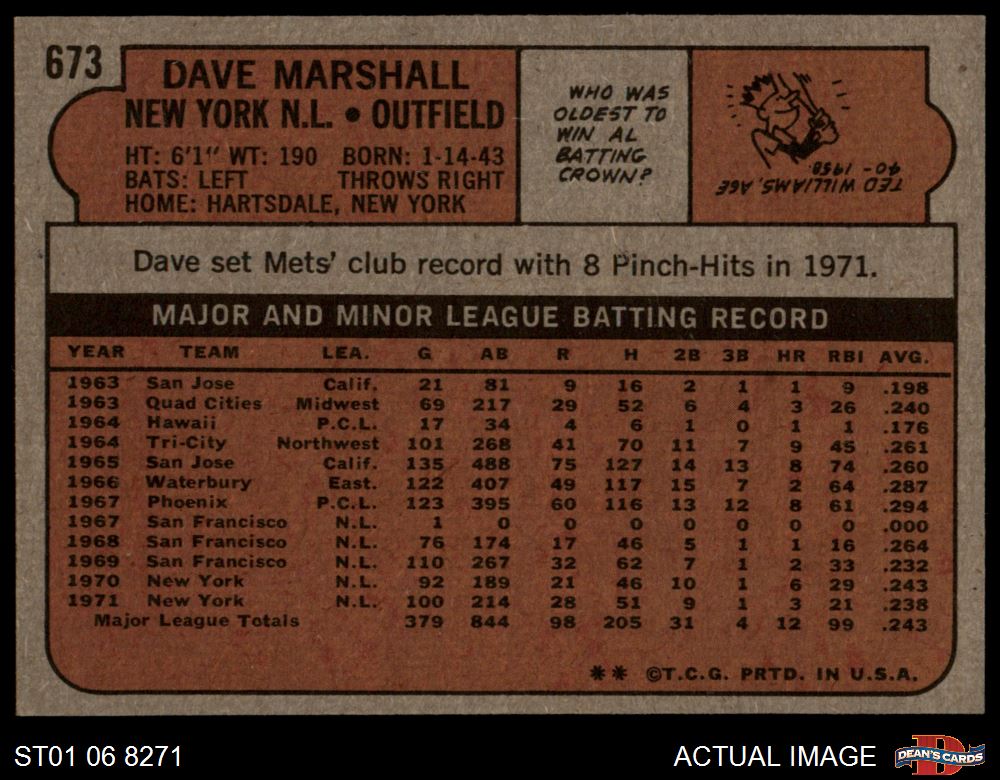 673
DAVE MARSHALL
NEW YORK N.L. • OUTFIELD
HT: 6'1" WT: 190 BORN: 1-14-43
BATS: LEFT THROWS RIGHT
HOME: HARTSDALE, NEW YORK
WHO WAS
OLDEST TO
WIN AL
BATTING
CROWN?
TED WILLIAMS, AGE
40 - 1958.
Dave set Mets' club record with 8 Pinch-Hits in 1971.
MAJOR AND MINOR LEAGUE BATTING RECORD
YEAR TEAM LEA. G AB R H 2B 3B HR RBI AVG.
1963 San Jose Calif. 21 81 9 16 2 1 1 9 .198
1963 Quad Cities Midwest 69 217 29 52 6 4 3 26 .240
1964 Hawaii P.C.L. 17 34 4 6 1 0 1 1 .176
1964 Tri-City Northwest 101 268 41 70 11 7 9 45 .261
1965 San Jose Calif. 135 488 75 127 14 13 8 74 .260
1966 Waterbury East. 122 407 49 117 15 7 2 64 .287
1967 Phoenix P.C.L. 123 395 60 116 13 12 8 61 .294
1967 San Francisco N.L. 1 0 0 0 0 0 0 0 .000
1968 San Francisco N.L. 76 174 17 46 5 1 1 16 .264
1969 San Francisco N.L. 110 267 32 62 7 1 2 33 .232
1970 New York N.L. 92 189 21 46 10 1 6 29 .243
1971 New York N.L. 100 214 28 51 9 1 3 21 .238
Major League Totals 379 844 98 205 31 4 12 99 .243
** ©T.C.G. PRTD. IN U.S.A.
ST01 06 8271
ACTUAL IMAGE
DEAN'S CARDS